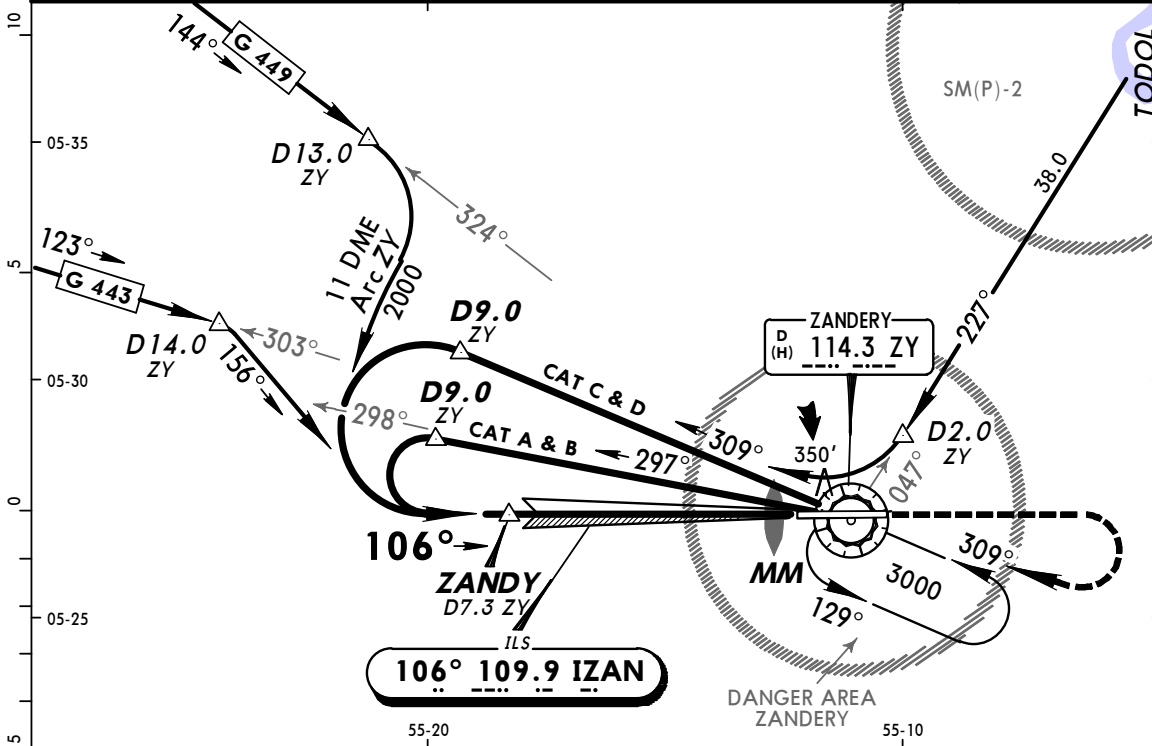 10
144°
G 449
SM(P)-2
TODOL
05-35
D13.0
ZY
38.0
324°
123°
G 443
5
11 DME
Arc ZY
2000
D9.0
ZY
227°
ZANDERY
D
(H)
114.3 ZY
D14.0
ZY
303°
156°
05-30
CAT C & D
D9.0
ZY
298°
CAT A & B
309°
297°
350'
D2.0
ZY
047°
0
106°
ZANDY
D7.3 ZY
MM
309°
3000
129°
05-25
ILS
106° 109.9 IZAN
DANGER AREA
ZANDERY
55-20
55-10
5